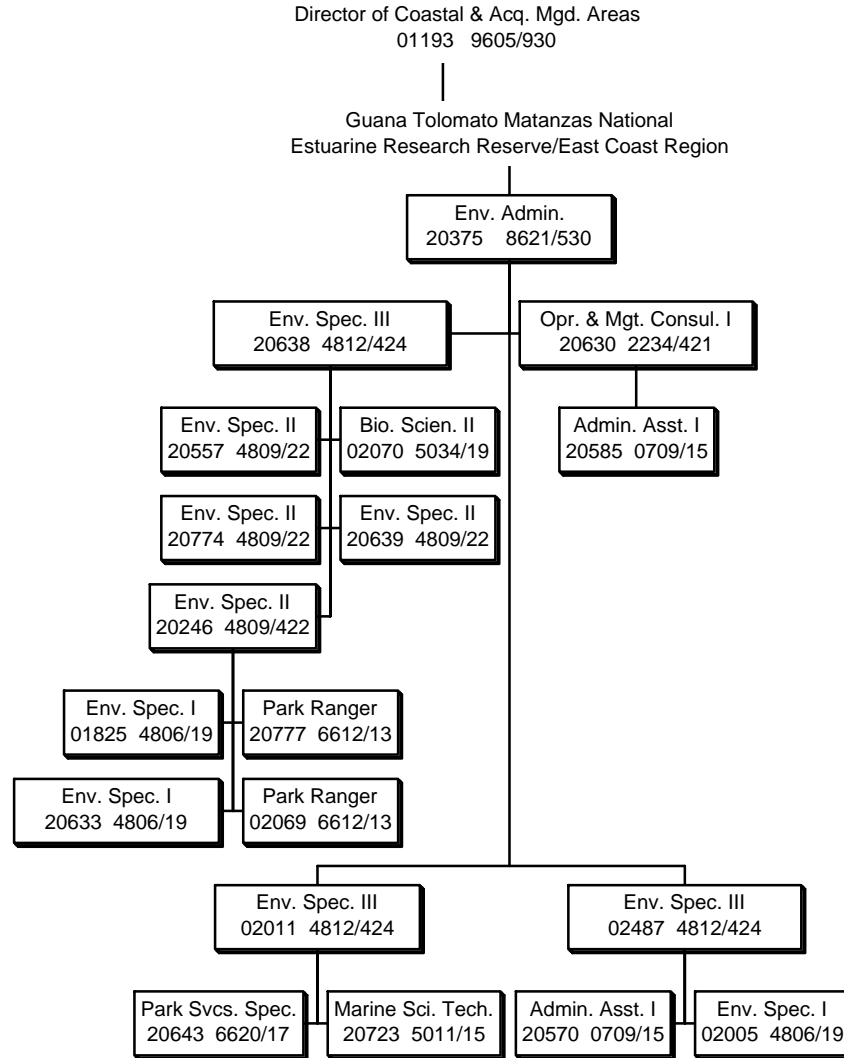 Director of Coastal & Acq. Mgd. Areas
01193 9605/930
Guana Tolomato Matanzas National
Estuarine Research Reserve/East Coast Region
Env. Admin.
20375 8621/530
Env. Spec. III
20638 4812/424
Opr. & Mgt. Consul. I
20630 2234/421
Env. Spec. II
20557 4809/22
Bio. Scien. II
02070 5034/19
Admin. Asst. I
20585 0709/15
Env. Spec. II
20774 4809/22
Env. Spec. II
20639 4809/22
Env. Spec. II
20246 4809/422
Env. Spec. I
01825 4806/19
Park Ranger
20777 6612/13
Env. Spec. I
20633 4806/19
Park Ranger
02069 6612/13
Env. Spec. III
02011 4812/424
Env. Spec. III
02487 4812/424
Park Svcs. Spec.
20643 6620/17
Marine Sci. Tech.
20723 5011/15
Admin. Asst. I
20570 0709/15
Env. Spec. I
02005 4806/19